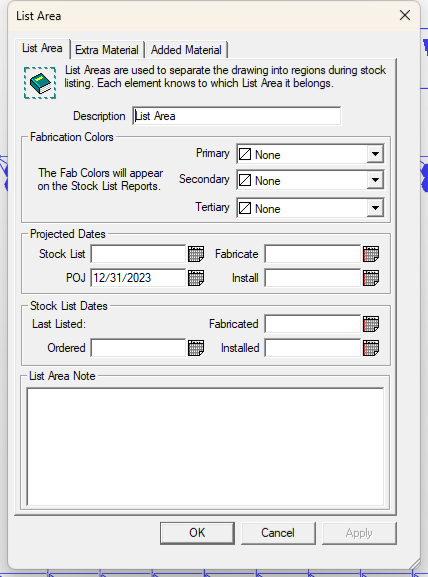 List Area
List Area Extra Material Added Material
List Areas are used to separate the drawing into regions during stock
listing. Each element knows to which List Area it belongs.
Description List Area
Fabrication Colors
Primary None
The Fab Colors will appear
on the Stock List Reports.
Secondary None
Tertiary None
Projected Dates
Stock List Fabricate
POJ 12/31/2023 Install
Stock List Dates
Last Listed: Fabricated
Ordered Installed
List Area Note
OK Cancel Apply